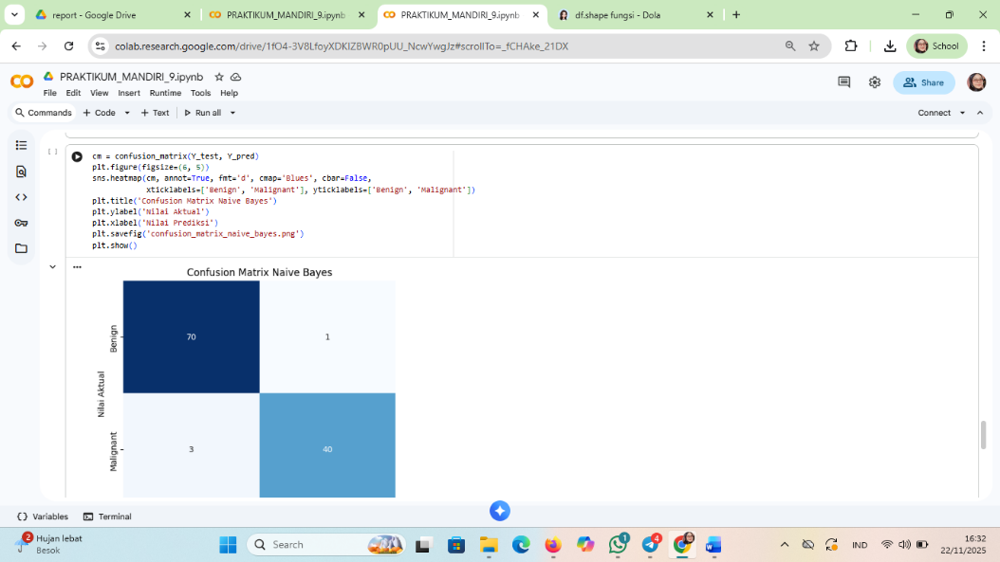 report - Google Drive
PRAKTIKUM_MANDIRI_9.ipynb
PRAKTIKUM_MANDIRI_9.ipynb
df.shape fungsi - Dola
colab.research.google.com/drive/1fO4-3V8LfoyXDKIZBWR0pUU_NcwYwgJz#scrollTo=_fCHAke_21DX
School
PRAKTIKUM_MANDIRI_9.ipynb
File Edit View Insert Runtime Tools Help
Share
Commands + Code + Text Run all
Connect
[ ]
cm = confusion_matrix(Y_test, Y_pred)
plt.figure(figsize=(6, 5))
sns.heatmap(cm, annot=True, fmt='d', cmap='Blues', cbar=False,
xticklabels=['Benign', 'Malignant'], yticklabels=['Benign', 'Malignant'])
plt.title('Confusion Matrix Naive Bayes')
plt.ylabel('Nilai Aktual')
plt.xlabel('Nilai Prediksi')
plt.savefig('confusion_matrix_naive_bayes.png')
plt.show()
Confusion Matrix Naive Bayes
Benign
70 1
Nilai Aktual
Malignant
3 40
Variables Terminal
2
Hujan lebat
Besok
Search
1
4
IND
16:32
22/11/2025